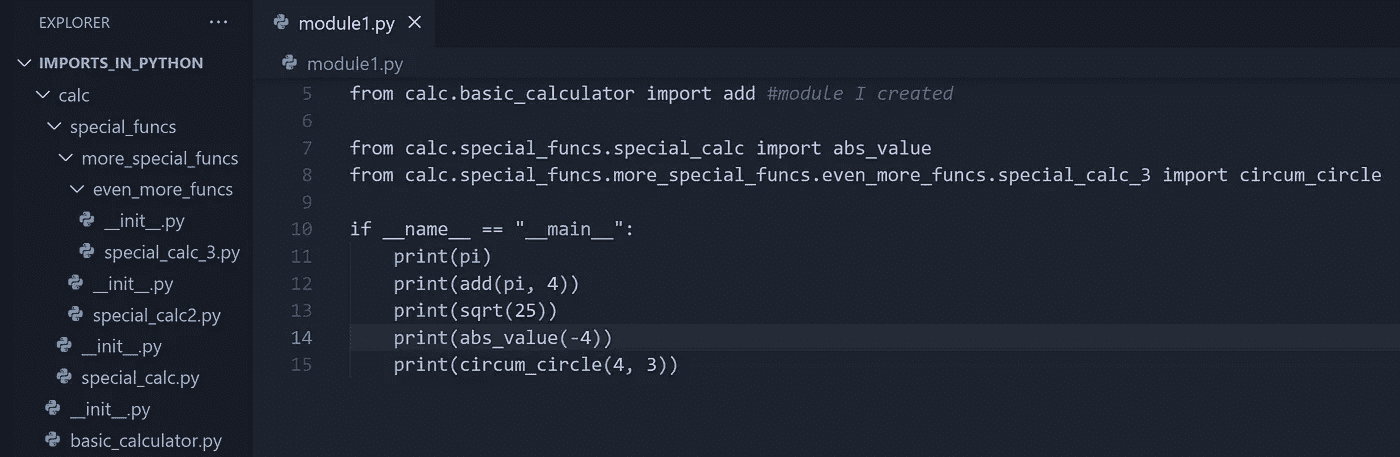 EXPLORER ···
IMPORTS_IN_PYTHON
calc
special_funcs
more_special_funcs
even_more_funcs
__init__.py
special_calc_3.py
__init__.py
special_calc2.py
__init__.py
special_calc.py
__init__.py
basic_calculator.py
module1.py ×
module1.py
5 from calc.basic_calculator import add #module I created
6
7 from calc.special_funcs.special_calc import abs_value
8 from calc.special_funcs.more_special_funcs.even_more_funcs.special_calc_3 import circum_circle
9
10 if __name__ == "__main__":
11     print(pi)
12     print(add(pi, 4))
13     print(sqrt(25))
14     print(abs_value(-4))
15     print(circum_circle(4, 3))